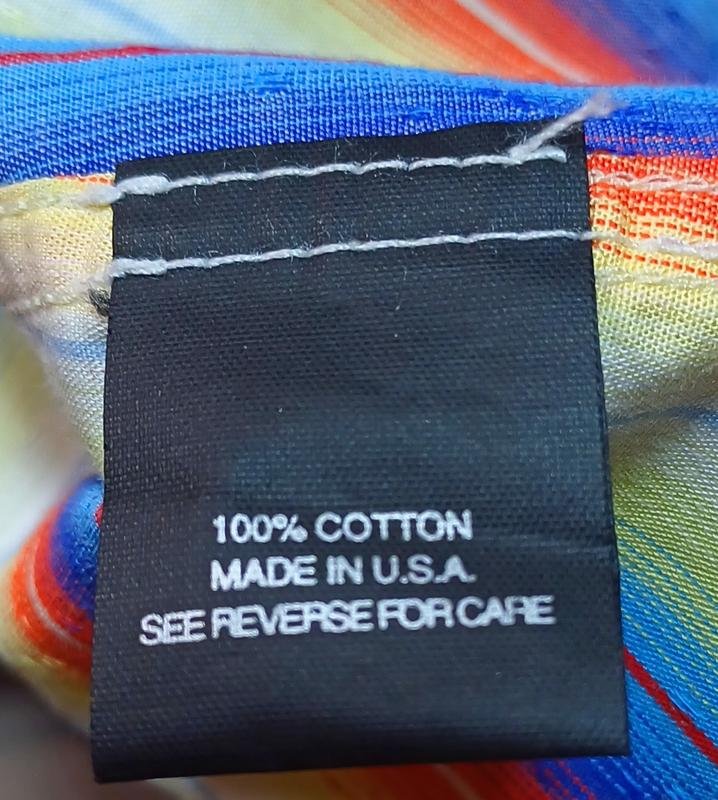 100% COTTON
MADE IN U.S.A.
SEE REVERSE FOR CARE